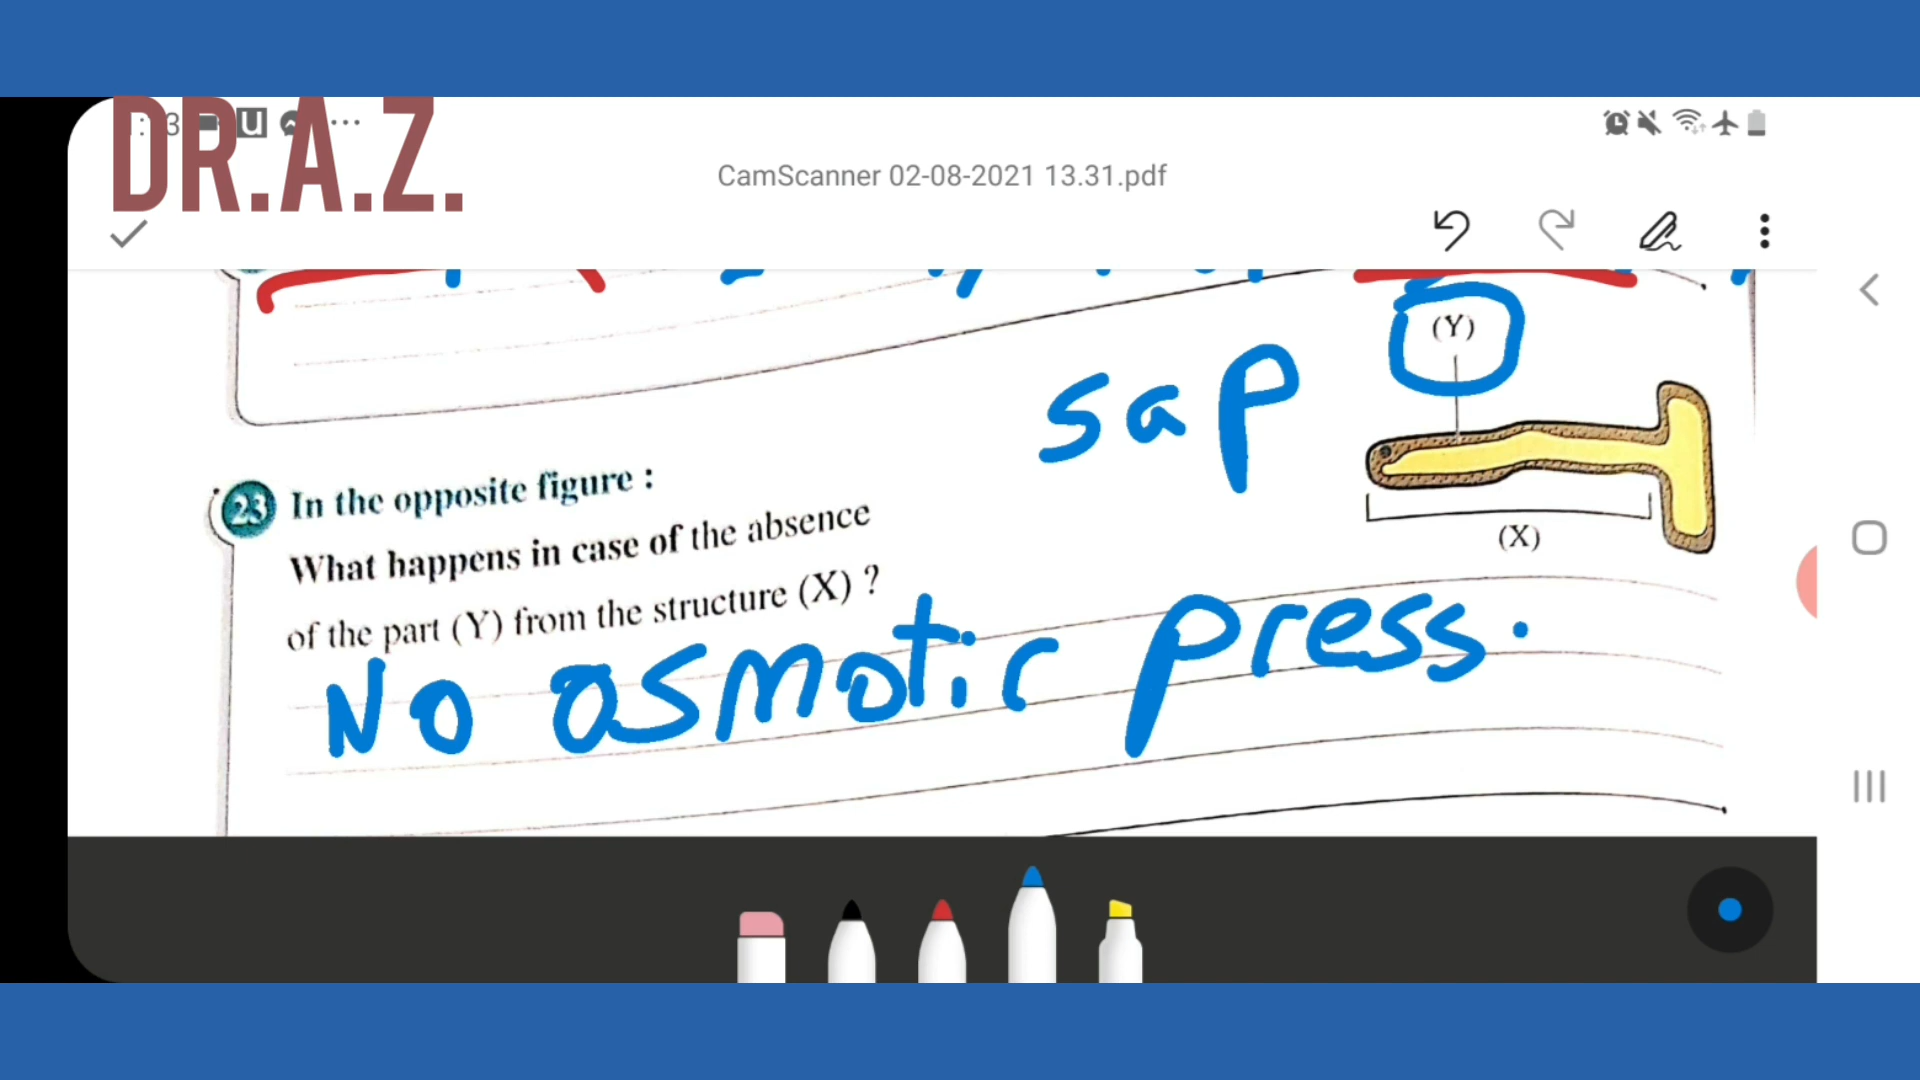 DR.A.Z.
CamScanner 02-08-2021 13.31.pdf
(Y)
sap
23 In the opposite figure :
What happens in case of the absence
of the part (Y) from the structure (X) ?
(X)
No osmotic press.